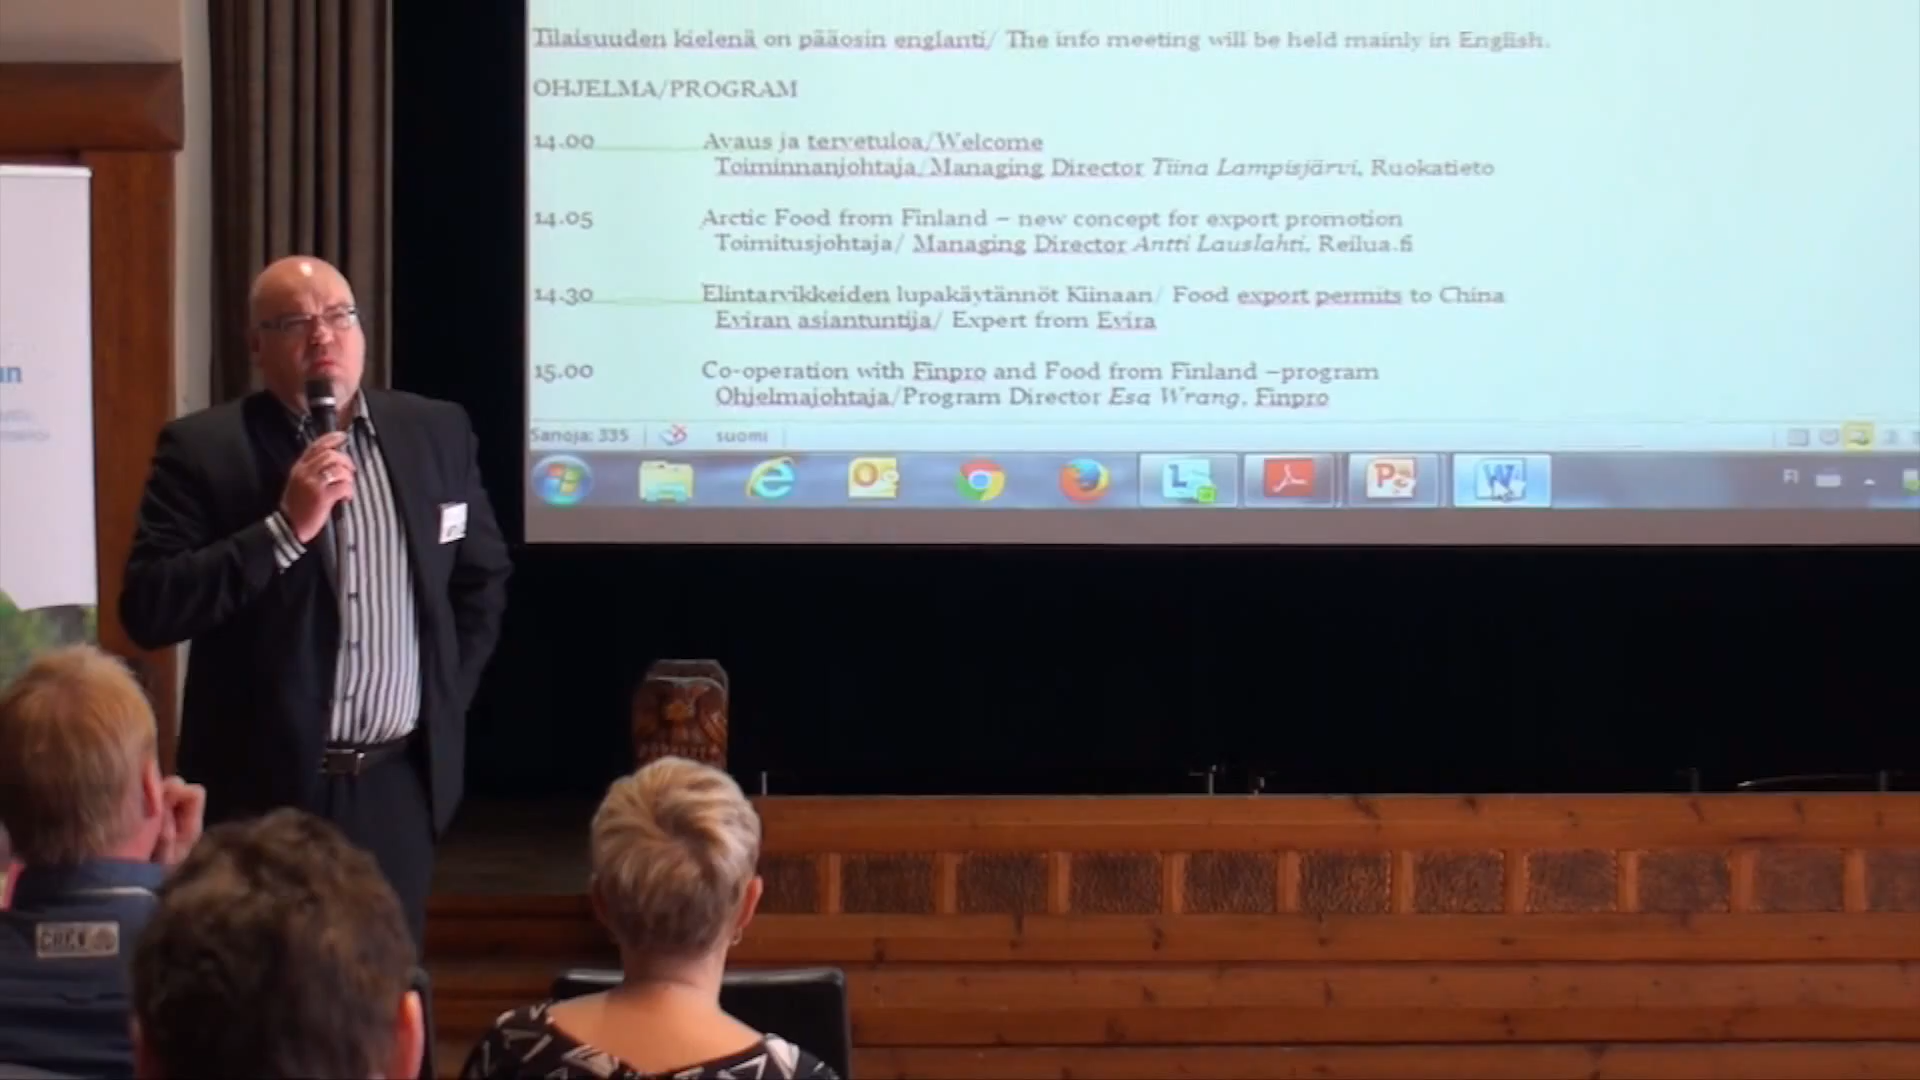 Tilaisuuden kielenä on pääosin englanti/ The info meeting will be held mainly in English.
OHJELMA/PROGRAM
14.00 Avaus ja tervetuloa/Welcome
Toiminnanjohtaja/Managing Director Tiina Lampisjärvi, Ruokatieto
14.05 Arctic Food from Finland – new concept for export promotion
Toimitusjohtaja/ Managing Director Antti Lauslahti, Reilua.fi
14.30 Elintarvikkeiden lupakäytännöt Kiinaan/ Food export permits to China
Eviran asiantuntija/ Expert from Evira
15.00 Co-operation with Finpro and Food from Finland –program
Ohjelmajohtaja/Program Director Esa Wrang, Finpro
Sanoja: 335 suomi
FI